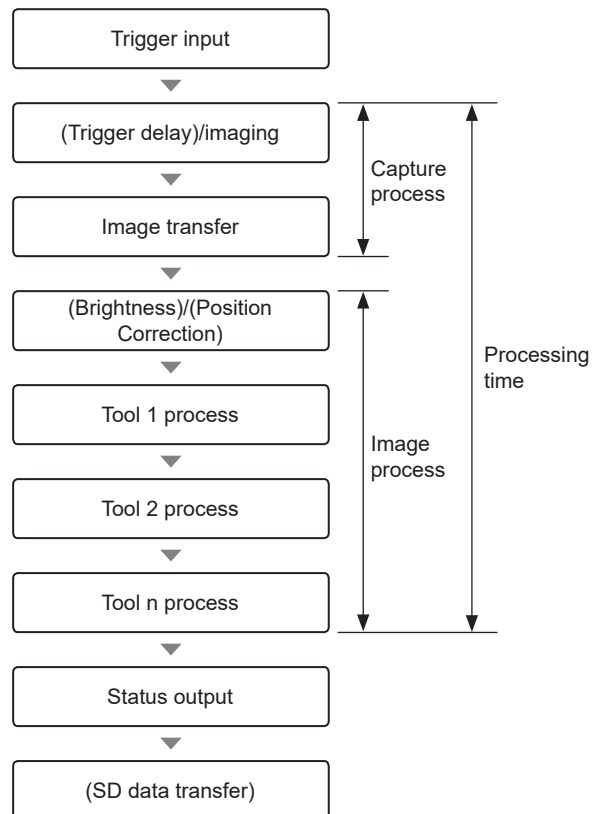 Trigger input
(Trigger delay)/imaging
Capture
process
Image transfer
(Brightness)/(Position
Correction)
Processing
time
Tool 1 process
Image
process
Tool 2 process
Tool n process
Status output
(SD data transfer)